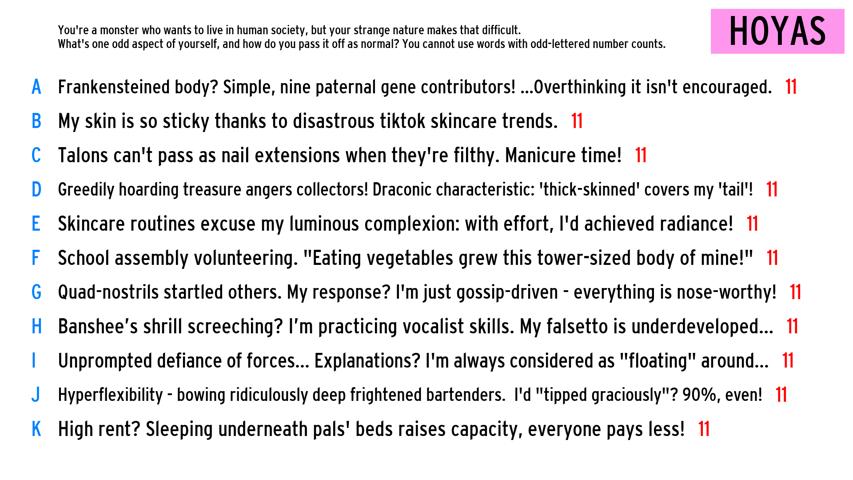 You're a monster who wants to live in human society, but your strange nature makes that difficult.
What's one odd aspect of yourself, and how do you pass it off as normal? You cannot use words with odd-lettered number counts.
HOYAS
A Frankensteined body? Simple, nine paternal gene contributors! ...Overthinking it isn't encouraged. 11
B My skin is so sticky thanks to disastrous tiktok skincare trends. 11
C Talons can't pass as nail extensions when they're filthy. Manicure time! 11
D Greedily hoarding treasure angers collectors! Draconic characteristic: 'thick-skinned' covers my 'tail'! 11
E Skincare routines excuse my luminous complexion: with effort, I'd achieved radiance! 11
F School assembly volunteering. "Eating vegetables grew this tower-sized body of mine!" 11
G Quad-nostrils startled others. My response? I'm just gossip-driven - everything is nose-worthy! 11
H Banshee’s shrill screeching? I’m practicing vocalist skills. My falsetto is underdeveloped... 11
I Unprompted defiance of forces... Explanations? I'm always considered as "floating" around... 11
J Hyperflexibility - bowing ridiculously deep frightened bartenders.  I'd "tipped graciously"? 90%, even! 11
K High rent? Sleeping underneath pals' beds raises capacity, everyone pays less! 11